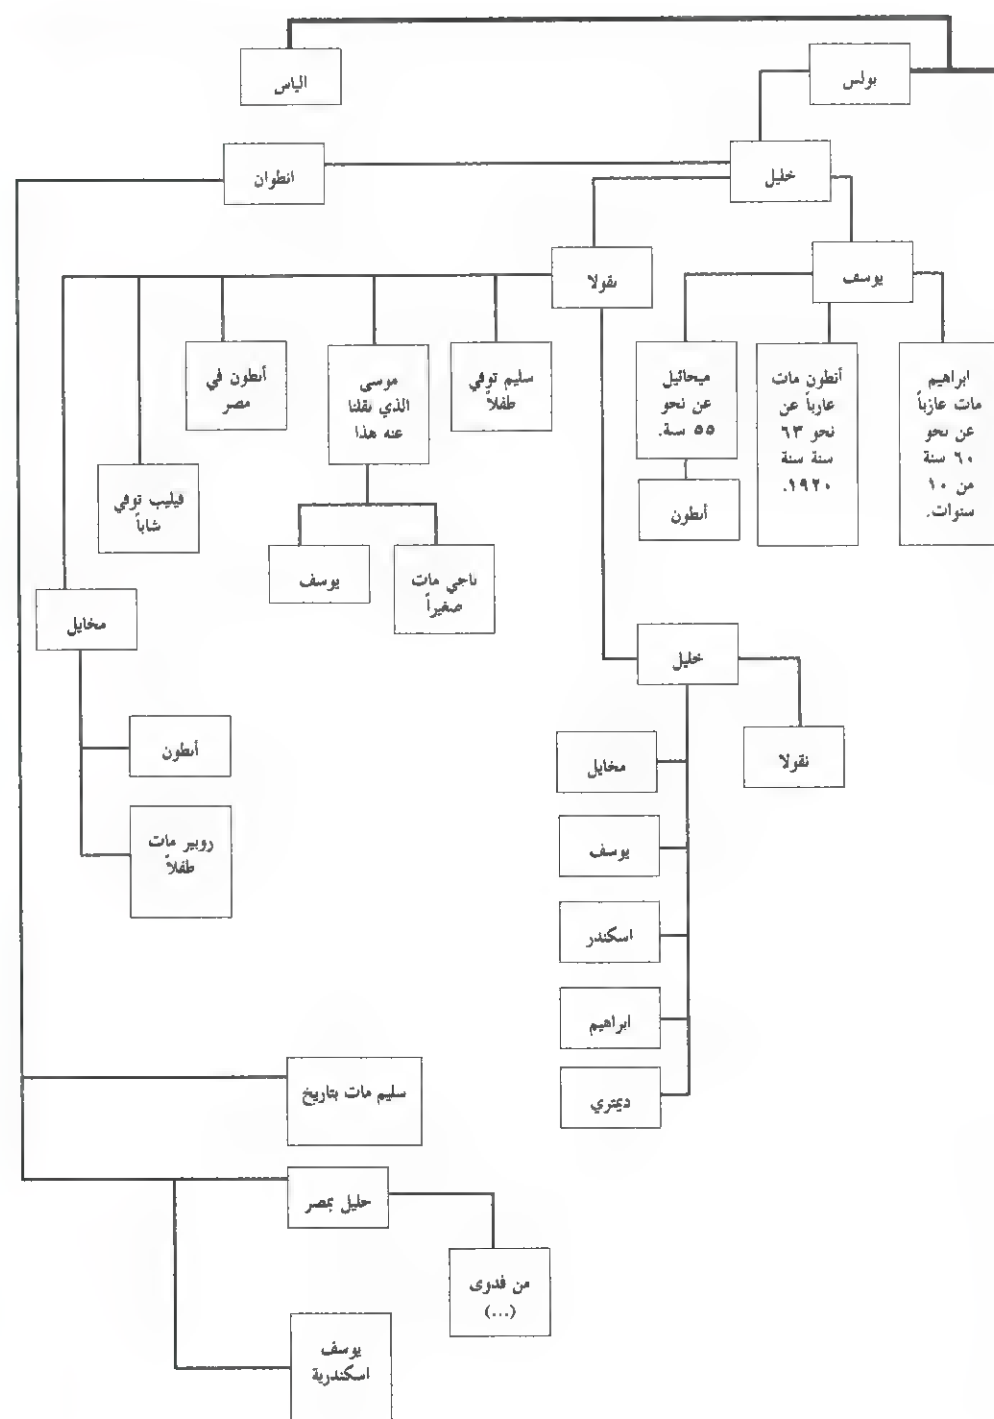 الياس
بولس
خليل
انطوان
يوسف
نقولا
ابراهيم
مات عازباً
عن نحو
٦٠ سنة
من ١٠
سنوات.
أنطون مات
عازباً عن
نحو ٦٣
سنة سنة
١٩٢٠.
ميخائيل
عن نحو
٥٥ سنة.
أنطون
سليم توفي
طفلاً
موسى
الذي نقلنا
عنه هذا
أنطون في
مصر
فيليب توفي
شاباً
مخايل
ناجي مات
صغيراً
يوسف
خليل
نقولا
مخايل
يوسف
اسكندر
ابراهيم
ديمتري
أنطون
روبير مات
طفلاً
سليم مات بتاريخ
خليل بمصر
من فدوى
(...)
يوسف
اسكندرية